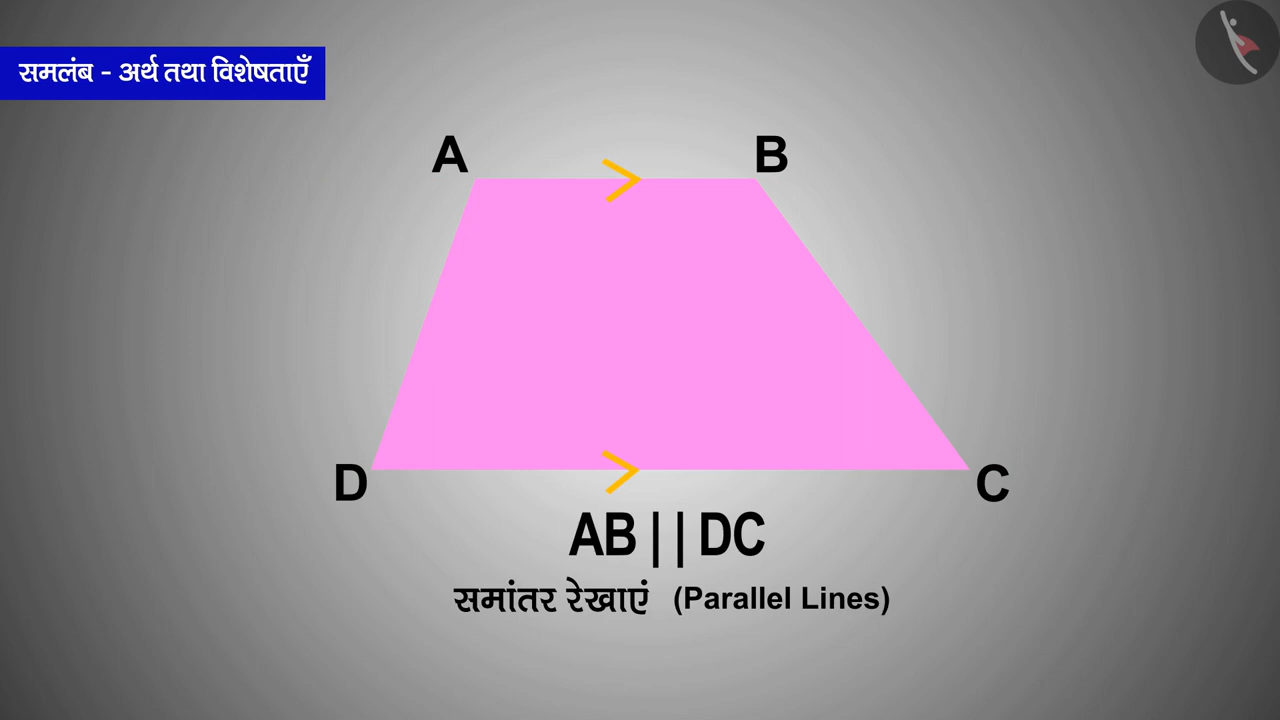 समलंब - अर्थ तथा विशेषताएँ
A B
D C
AB||DC
समांतर रेखाएं (Parallel Lines)